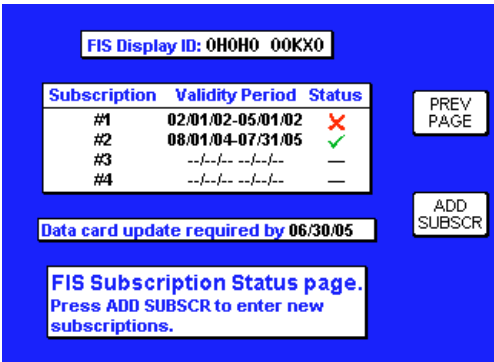 FIS Display ID: 0H0H0 00KX0
Subscription Validity Period Status
#1 02/01/02-05/01/02
#2 08/01/04-07/31/05
#3 --/--/-- --/--/-- —
#4 --/--/-- --/--/-- —
PREV
PAGE
ADD
SUBSCR
Data card update required by 06/30/05
FIS Subscription Status page.
Press ADD SUBSCR to enter new
subscriptions.